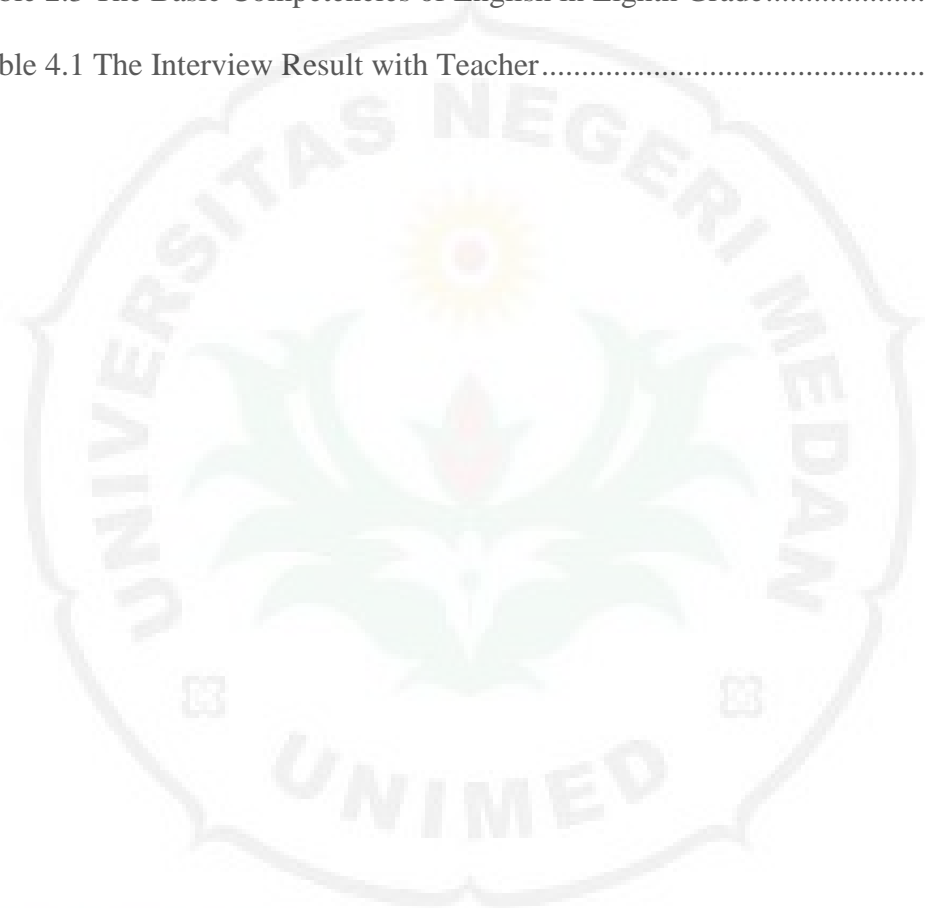 The Basic Competencies of English in Eighth Grade
ble 4.1 The Interview Result with Teacher................................................
UNIVERSITAS NEGERI MEDAN
UNIMED